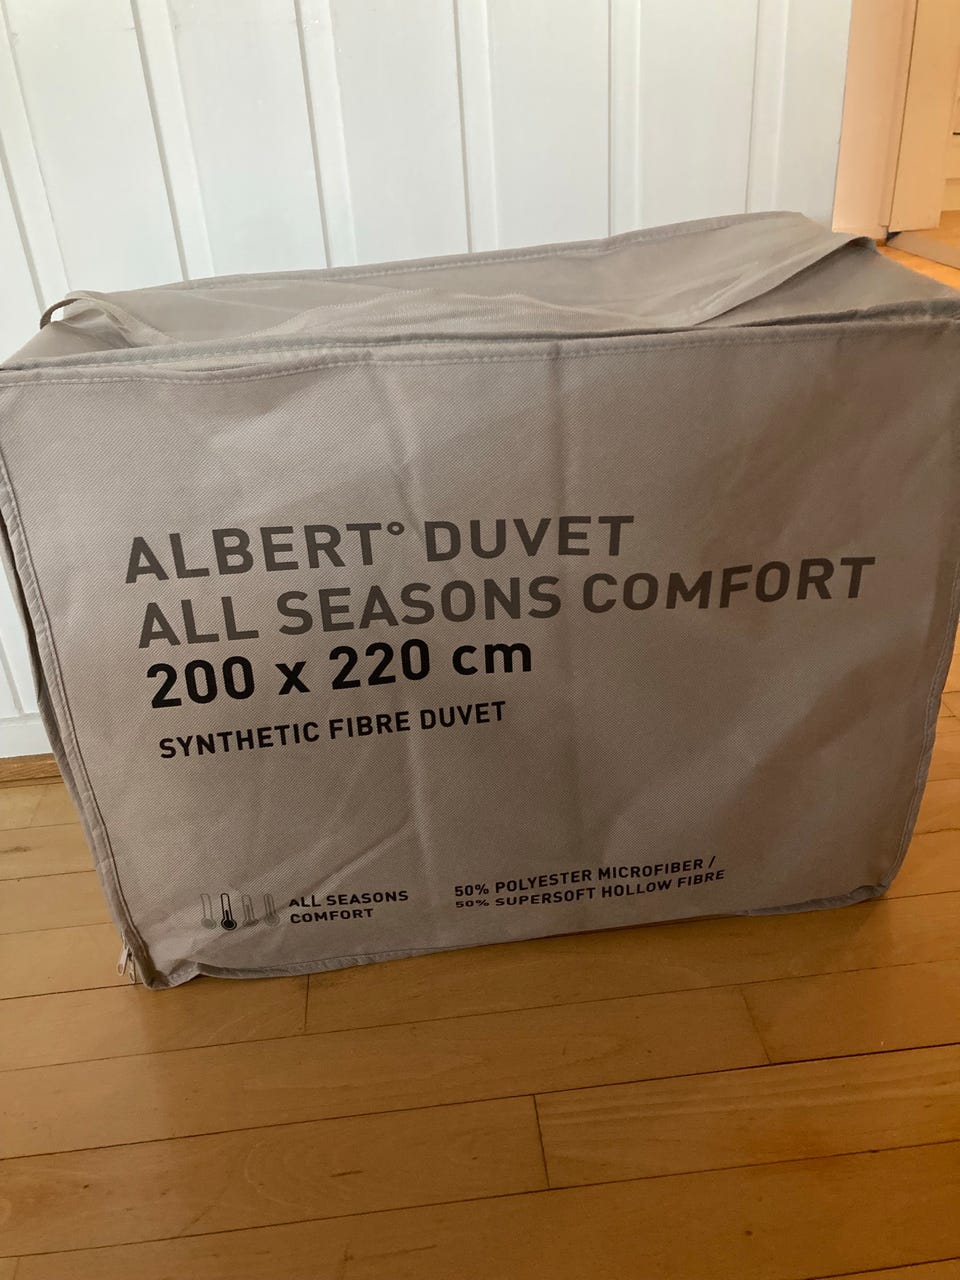 ALBERT° DUVET
ALL SEASONS COMFORT
200 x 220 cm
SYNTHETIC FIBRE DUVET
ALL SEASONS
COMFORT
50% POLYESTER MICROFIBER /
50% SUPERSOFT HOLLOW FIBRE